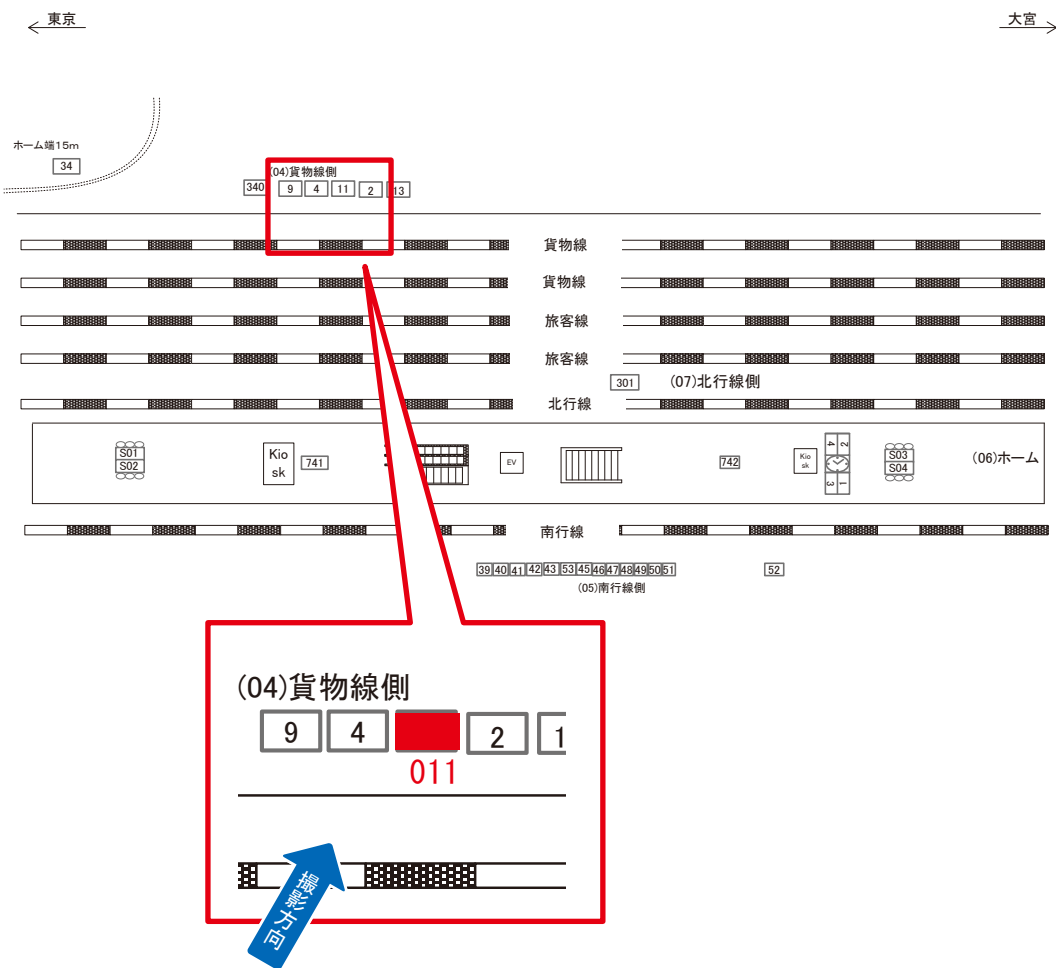 東京
大宮
ホーム端15m
34
(04)貨物線側
340 9 4 11 2 13
貨物線
貨物線
旅客線
旅客線
301 (07)北行線側
北行線
S01
S02
Kio
sk
741
EV
742
Kio
sk
4 2
3 1
S03
S04
(06)ホーム
南行線
39 40 41 42 43 53 45 46 47 48 49 50 51 52
(05)南行線側
(04)貨物線側
9 4 2 1
011
撮影方向